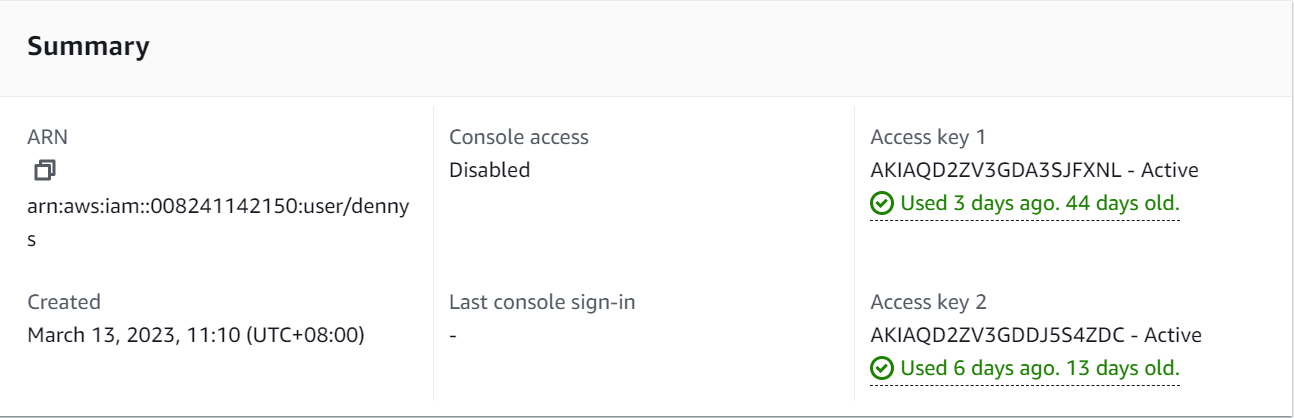 Summary
ARN
arn:aws:iam::008241142150:user/denny
s
Created
March 13, 2023, 11:10 (UTC+08:00)
Console access
Disabled
Last console sign-in
-
Access key 1
AKIAQD2ZV3GDA3SJFXNL - Active
Used 3 days ago. 44 days old.
Access key 2
AKIAQD2ZV3GDDJ5S4ZDC - Active
Used 6 days ago. 13 days old.